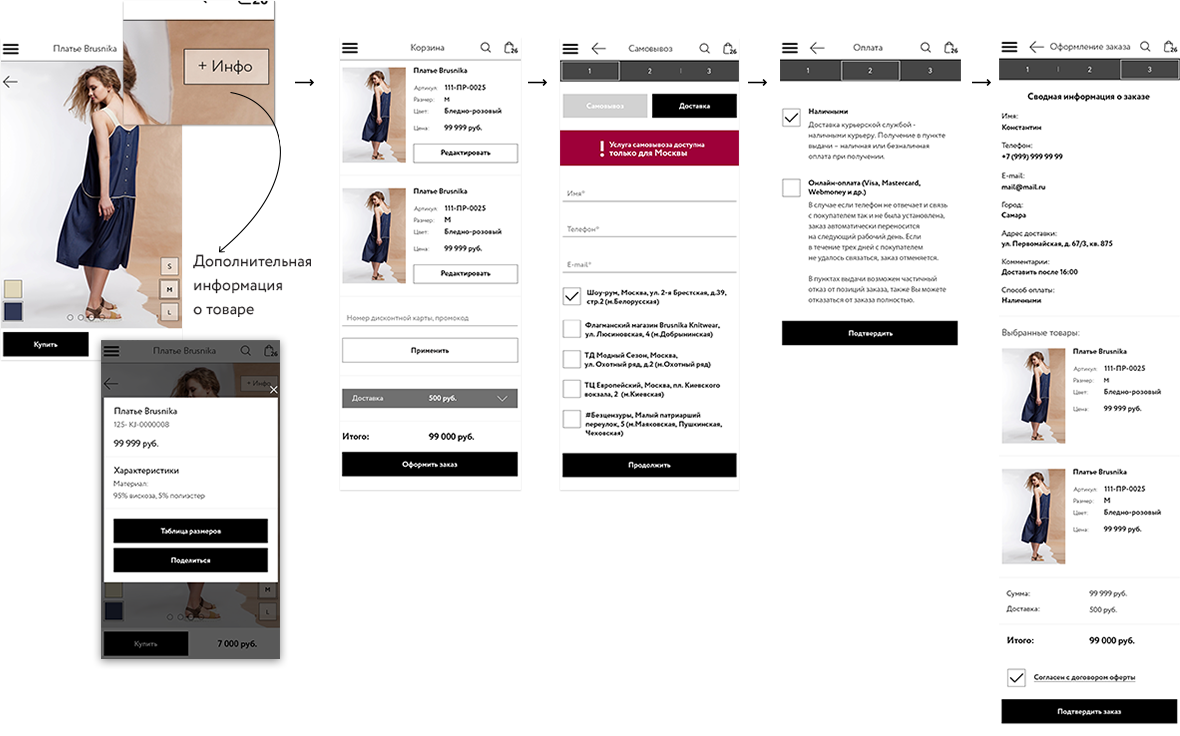 26
Платье Brusnika
+ Инфо
S
M
L
Купить
Дополнительная
информация
о товаре
Платье Brusnika
26
+ Инфо
Платье Brusnika
125- KJ-0000008
99 999 руб.
Характеристики
Материал:
95% вискоза, 5% полиэстер
Таблица размеров
Поделиться
M
L
Купить
7 000 руб.
Корзина
26
Платье Brusnika
Артикул: 111-ПР-0025
Размер: M
Цвет: Бледно-розовый
Цена: 99 999 руб.
Редактировать
Платье Brusnika
Артикул: 111-ПР-0025
Размер: M
Цвет: Бледно-розовый
Цена: 99 999 руб.
Редактировать
Номер дисконтной карты, промокод
Применить
Доставка 500 руб.
Итого: 99 000 руб.
Оформить заказ
Самовывоз
26
1 2 3
Самовывоз Доставка
! Услуга самовывоза доступна
только для Москвы
Имя*
Телефон*
E-mail*
Шоу-рум, Москва, ул. 2-я Брестская, д.39,
стр.2 (м.Белорусская)
Флагманский магазин Brusnika Knitwear,
ул. Люсиновская, 4 (м.Добрынинская)
ТД Модный Сезон, Москва,
ул. Охотный ряд, д.2 (м.Охотный ряд)
ТЦ Европейский, Москва, пл. Киевского
вокзала, 2 (м.Киевская)
#Безцензуры, Малый патриарший
переулок, 5 (м.Маяковская, Пушкинская,
Чеховская)
Продолжить
Оплата
26
1 2 3
Наличными
Доставка курьерской службой -
наличными курьеру. Получение в пункте
выдачи – наличная или безналичная
оплата при получении.
Онлайн-оплата (Visa, Mastercard,
Webmoney и др.)
В случае если телефон не отвечает и связь
с покупателем так и не была установлена,
заказ автоматически переносится
на следующий рабочий день. Если
в течение трех дней с покупателем
не удалось связаться, заказ отменяется.
В пунктах выдачи возможен частичный
отказ от позиций заказа, также Вы можете
отказаться от заказа полностью.
Подтвердить
Оформление заказа
26
1 2 3
Сводная информация о заказе
Имя:
Константин
Телефон:
+7 (999) 999 99 99
E-mail:
mail@mail.ru
Город:
Самара
Адрес доставки:
ул. Первомайская, д. 67/3, кв. 875
Комментарии:
Доставить после 16:00
Способ оплаты:
Наличными
Выбранные товары:
Платье Brusnika
Артикул: 111-ПР-0025
Размер: M
Цвет: Бледно-розовый
Цена: 99 999 руб.
Платье Brusnika
Артикул: 111-ПР-0025
Размер: M
Цвет: Бледно-розовый
Цена: 99 999 руб.
Сумма: 99 999 руб.
Доставка: 500 руб.
Итого: 99 000 руб.
Согласен с договором оферты
Подтвердить заказ